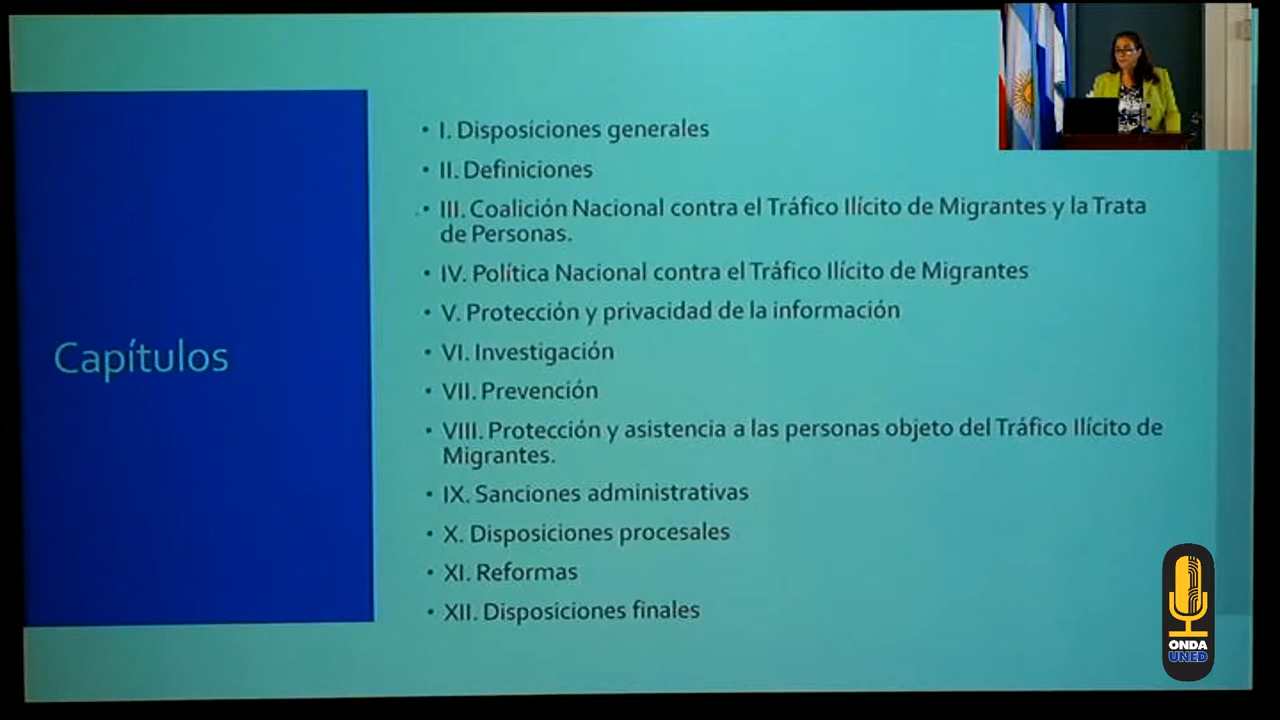 Capítulos
• I. Disposiciones generales
• II. Definiciones
• III. Coalición Nacional contra el Tráfico Ilícito de Migrantes y la Trata
de Personas.
• IV. Política Nacional contra el Tráfico Ilícito de Migrantes
• V. Protección y privacidad de la información
• VI. Investigación
• VII. Prevención
• VIII. Protección y asistencia a las personas objeto del Tráfico Ilícito de
Migrantes.
• IX. Sanciones administrativas
• X. Disposiciones procesales
• XI. Reformas
• XII. Disposiciones finales
ONDA
UNED